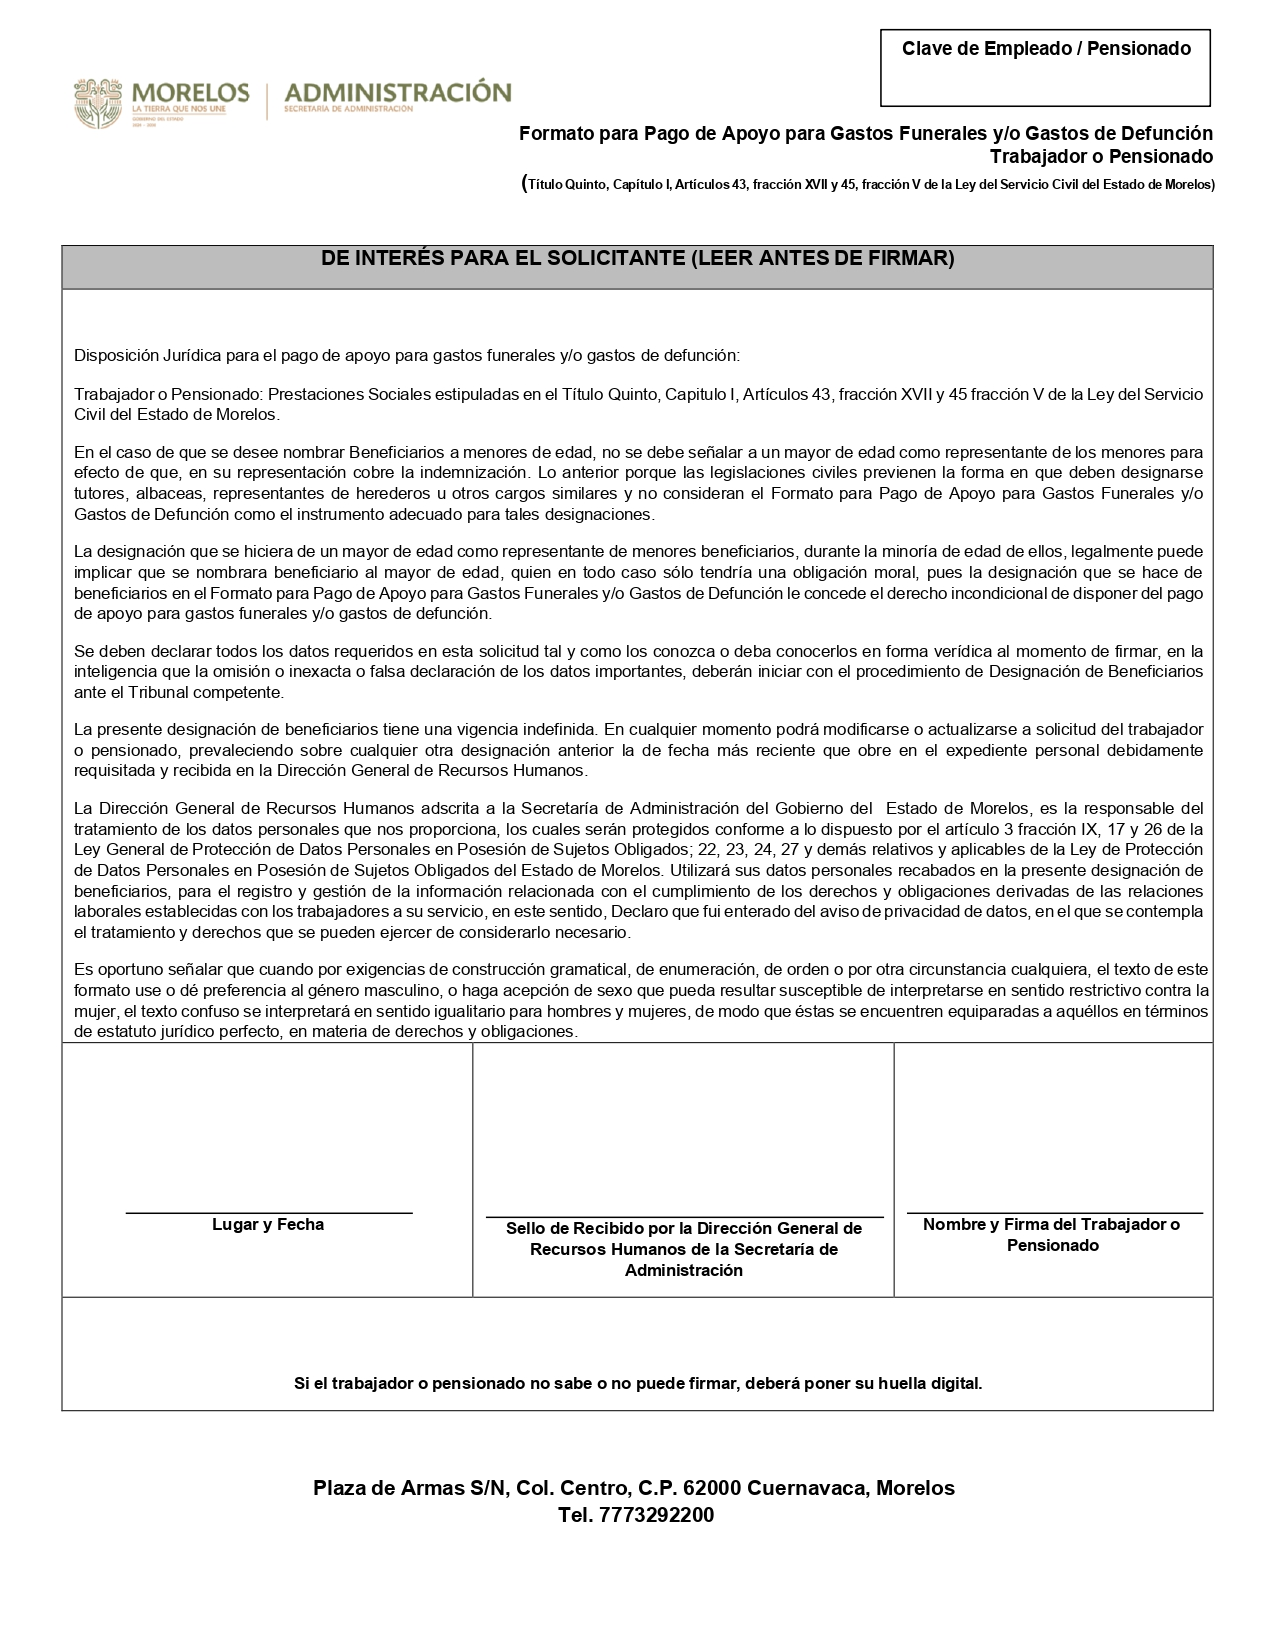 Clave de Empleado / Pensionado
MORELOS
LA TIERRA QUE NOS UNE
GOBIERNO DEL ESTADO
2024 - 2030
ADMINISTRACIÓN
SECRETARÍA DE ADMINISTRACIÓN
Formato para Pago de Apoyo para Gastos Funerales y/o Gastos de Defunción
Trabajador o Pensionado
(Título Quinto, Capítulo I, Artículos 43, fracción XVII y 45, fracción V de la Ley del Servicio Civil del Estado de Morelos)
DE INTERÉS PARA EL SOLICITANTE (LEER ANTES DE FIRMAR)
Disposición Jurídica para el pago de apoyo para gastos funerales y/o gastos de defunción:
Trabajador o Pensionado: Prestaciones Sociales estipuladas en el Título Quinto, Capitulo I, Artículos 43, fracción XVII y 45 fracción V de la Ley del Servicio
Civil del Estado de Morelos.
En el caso de que se desee nombrar Beneficiarios a menores de edad, no se debe señalar a un mayor de edad como representante de los menores para
efecto de que, en su representación cobre la indemnización. Lo anterior porque las legislaciones civiles previenen la forma en que deben designarse
tutores, albaceas, representantes de herederos u otros cargos similares y no consideran el Formato para Pago de Apoyo para Gastos Funerales y/o
Gastos de Defunción como el instrumento adecuado para tales designaciones.
La designación que se hiciera de un mayor de edad como representante de menores beneficiarios, durante la minoría de edad de ellos, legalmente puede
implicar que se nombrara beneficiario al mayor de edad, quien en todo caso sólo tendría una obligación moral, pues la designación que se hace de
beneficiarios en el Formato para Pago de Apoyo para Gastos Funerales y/o Gastos de Defunción le concede el derecho incondicional de disponer del pago
de apoyo para gastos funerales y/o gastos de defunción.
Se deben declarar todos los datos requeridos en esta solicitud tal y como los conozca o deba conocerlos en forma verídica al momento de firmar, en la
inteligencia que la omisión o inexacta o falsa declaración de los datos importantes, deberán iniciar con el procedimiento de Designación de Beneficiarios
ante el Tribunal competente.
La presente designación de beneficiarios tiene una vigencia indefinida. En cualquier momento podrá modificarse o actualizarse a solicitud del trabajador
o pensionado, prevaleciendo sobre cualquier otra designación anterior la de fecha más reciente que obre en el expediente personal debidamente
requisitada y recibida en la Dirección General de Recursos Humanos.
La Dirección General de Recursos Humanos adscrita a la Secretaría de Administración del Gobierno del  Estado de Morelos, es la responsable del
tratamiento de los datos personales que nos proporciona, los cuales serán protegidos conforme a lo dispuesto por el artículo 3 fracción IX, 17 y 26 de la
Ley General de Protección de Datos Personales en Posesión de Sujetos Obligados; 22, 23, 24, 27 y demás relativos y aplicables de la Ley de Protección
de Datos Personales en Posesión de Sujetos Obligados del Estado de Morelos. Utilizará sus datos personales recabados en la presente designación de
beneficiarios, para el registro y gestión de la información relacionada con el cumplimiento de los derechos y obligaciones derivadas de las relaciones
laborales establecidas con los trabajadores a su servicio, en este sentido, Declaro que fui enterado del aviso de privacidad de datos, en el que se contempla
el tratamiento y derechos que se pueden ejercer de considerarlo necesario.
Es oportuno señalar que cuando por exigencias de construcción gramatical, de enumeración, de orden o por otra circunstancia cualquiera, el texto de este
formato use o dé preferencia al género masculino, o haga acepción de sexo que pueda resultar susceptible de interpretarse en sentido restrictivo contra la
mujer, el texto confuso se interpretará en sentido igualitario para hombres y mujeres, de modo que éstas se encuentren equiparadas a aquéllos en términos
de estatuto jurídico perfecto, en materia de derechos y obligaciones.
Lugar y Fecha
Sello de Recibido por la Dirección General de
Recursos Humanos de la Secretaría de
Administración
Nombre y Firma del Trabajador o
Pensionado
Si el trabajador o pensionado no sabe o no puede firmar, deberá poner su huella digital.
Plaza de Armas S/N, Col. Centro, C.P. 62000 Cuernavaca, Morelos
Tel. 7773292200